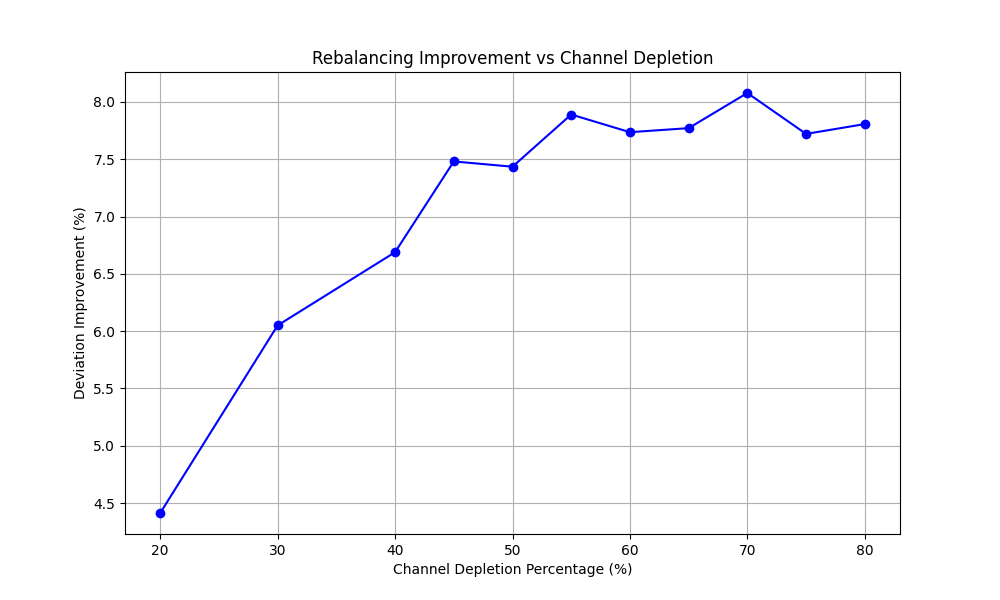 Rebalancing Improvement vs Channel Depletion
Deviation Improvement (%)
8.0
7.5
7.0
6.5
6.0
5.5
5.0
4.5
20 30 40 50 60 70 80
Channel Depletion Percentage (%)